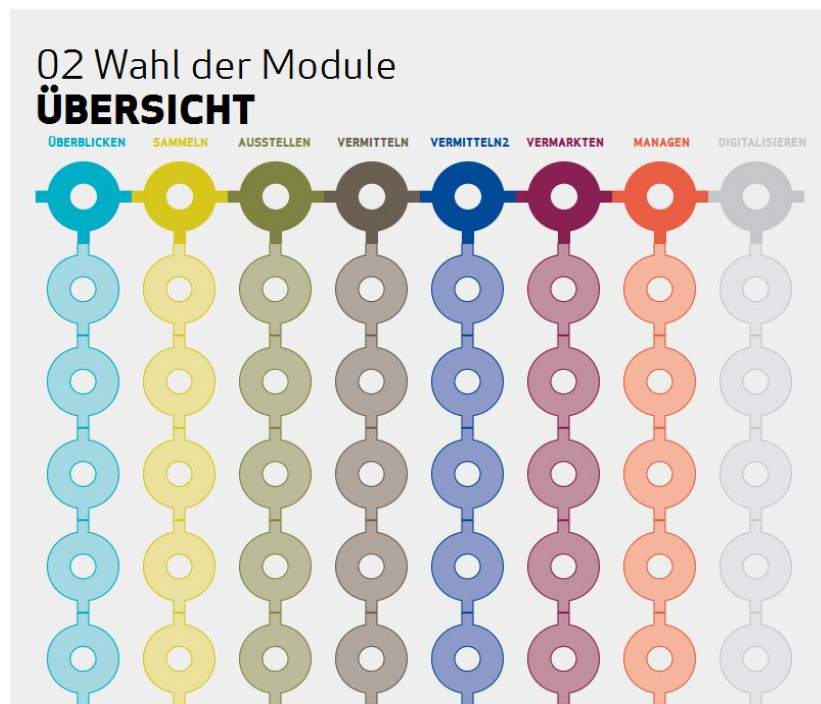 02 Wahl der Module
ÜBERSICHT
ÜBERBLICKEN SAMMELN AUSSTELLEN VERMITTELN VERMITTELN2 VERMARKTEN MANAGEN DIGITALISIEREN